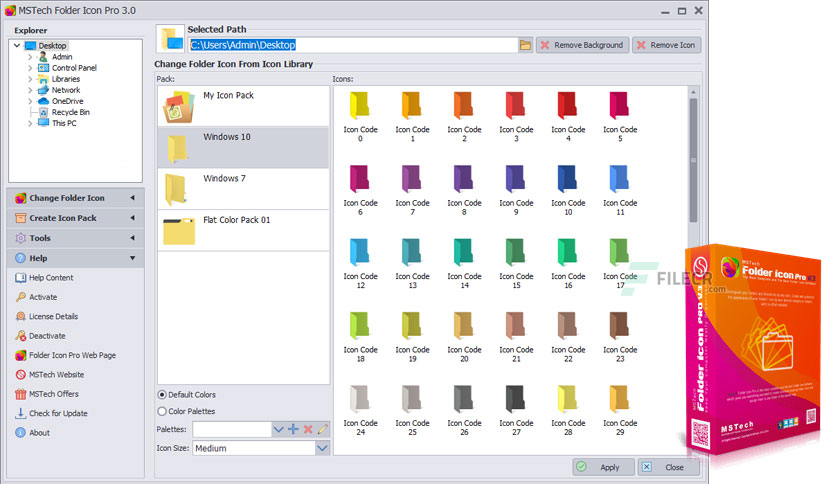 MSTech Folder Icon Pro 3.0
Explorer
Desktop
Admin
Control Panel
Libraries
Network
OneDrive
Recycle Bin
This PC
Change Folder Icon
Create Icon Pack
Tools
Help
Help Content
Activate
License Details
Deactivate
Folder Icon Pro Web Page
MSTech Website
MSTech Offers
Check for Update
About
Selected Path
C:\Users\Admin\Desktop
Remove Background
Remove Icon
Change Folder Icon From Icon Library
Pack:
My Icon Pack
Windows 10
Windows 7
Flat Color Pack 01
Default Colors
Color Palettes
Palettes:
Icon Size: Medium
Icons:
Icon Code 0
Icon Code 1
Icon Code 2
Icon Code 3
Icon Code 4
Icon Code 5
Icon Code 6
Icon Code 7
Icon Code 8
Icon Code 9
Icon Code 10
Icon Code 11
Icon Code 12
Icon Code 13
Icon Code 14
Icon Code 15
Icon Code 16
Icon Code 17
Icon Code 18
Icon Code 19
Icon Code 20
Icon Code 21
Icon Code 22
Icon Code 23
Icon Code 24
Icon Code 25
Icon Code 26
Icon Code 27
Icon Code 28
Icon Code 29
Apply
Close
FILECR
.com
MSTech
Folder icon Pro
MSTech
Folder icon PRO
MSTech